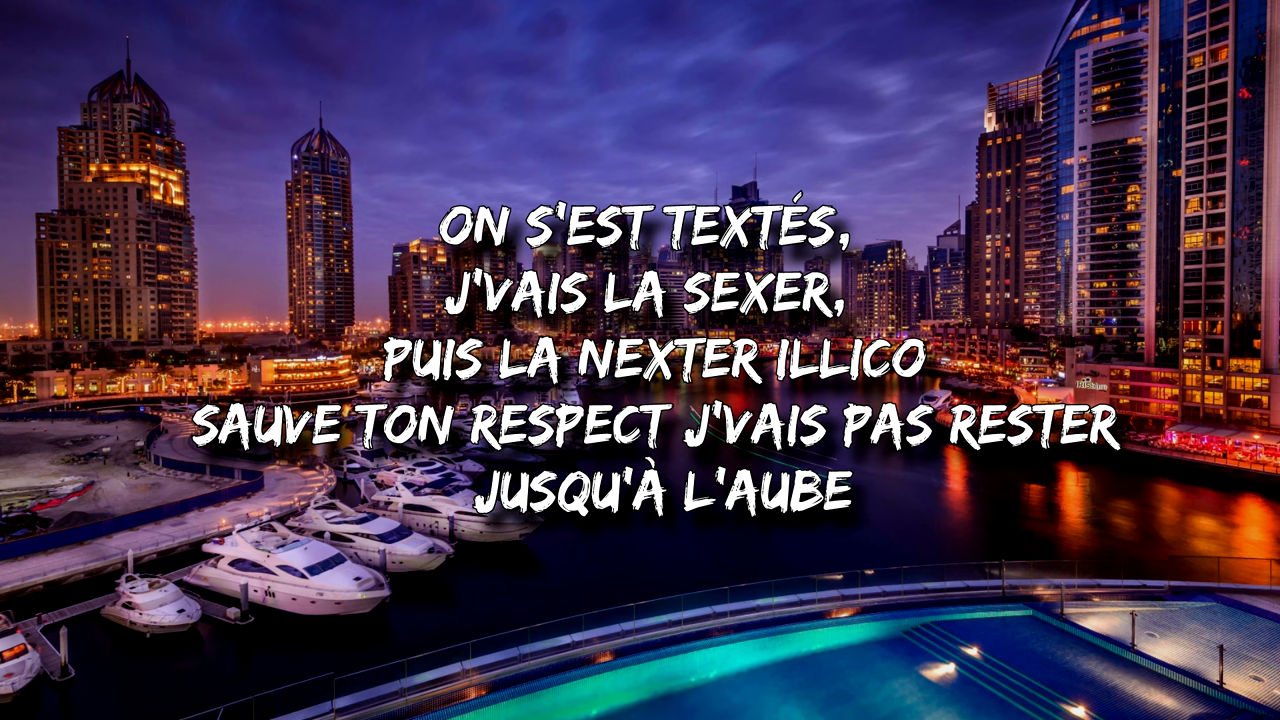 ON S'EST TEXTÉS,
J'VAIS LA SEXER,
PUIS LA NEXTER ILLICO
SAUVE TON RESPECT J'VAIS PAS RESTER
JUSQU'À L'AUBE